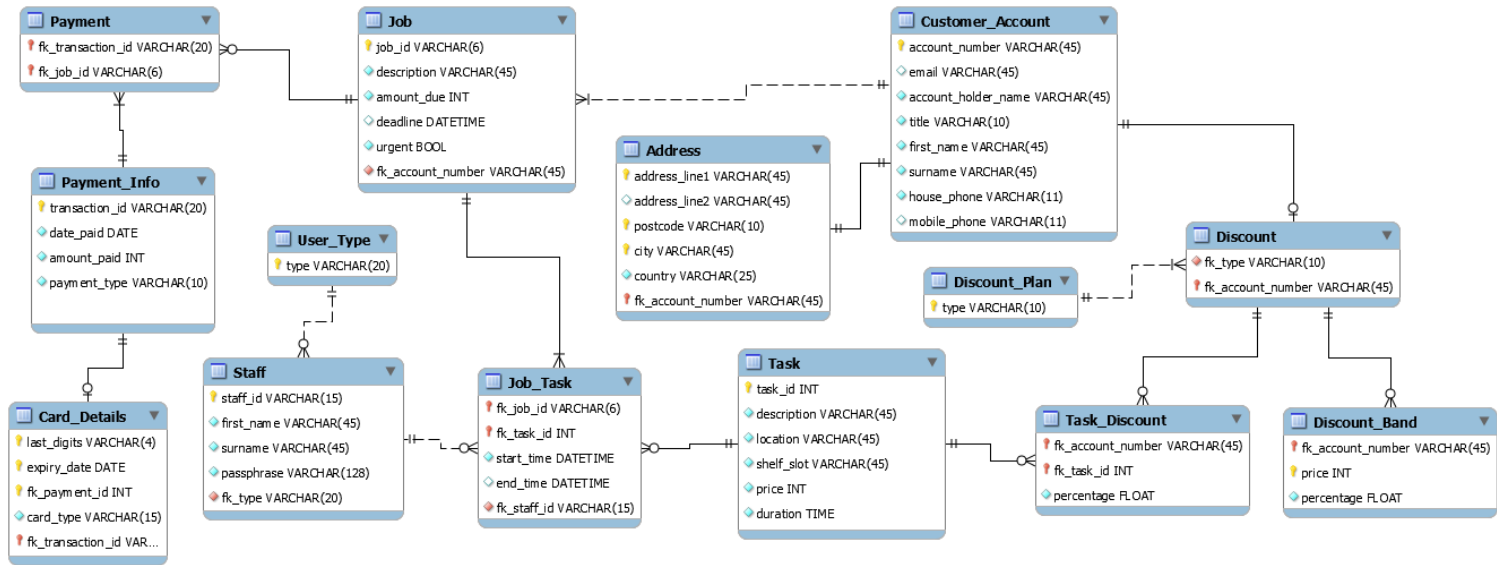 Payment
fk_transaction_id VARCHAR(20)
fk_job_id VARCHAR(6)
Job
job_id VARCHAR(6)
description VARCHAR(45)
amount_due INT
deadline DATETIME
urgent BOOL
fk_account_number VARCHAR(45)
Customer_Account
account_number VARCHAR(45)
email VARCHAR(45)
account_holder_name VARCHAR(45)
title VARCHAR(10)
first_name VARCHAR(45)
surname VARCHAR(45)
house_phone VARCHAR(11)
mobile_phone VARCHAR(11)
Address
address_line1 VARCHAR(45)
address_line2 VARCHAR(45)
postcode VARCHAR(10)
city VARCHAR(45)
country VARCHAR(25)
fk_account_number VARCHAR(45)
Payment_Info
transaction_id VARCHAR(20)
date_paid DATE
amount_paid INT
payment_type VARCHAR(10)
User_Type
type VARCHAR(20)
Discount
fk_type VARCHAR(10)
fk_account_number VARCHAR(45)
Discount_Plan
type VARCHAR(10)
Staff
staff_id VARCHAR(15)
first_name VARCHAR(45)
surname VARCHAR(45)
passphrase VARCHAR(128)
fk_type VARCHAR(20)
Job_Task
fk_job_id VARCHAR(6)
fk_task_id INT
start_time DATETIME
end_time DATETIME
fk_staff_id VARCHAR(15)
Task
task_id INT
description VARCHAR(45)
location VARCHAR(45)
shelf_slot VARCHAR(45)
price INT
duration TIME
Card_Details
last_digits VARCHAR(4)
expiry_date DATE
fk_payment_id INT
card_type VARCHAR(15)
fk_transaction_id VAR...
Task_Discount
fk_account_number VARCHAR(45)
fk_task_id INT
percentage FLOAT
Discount_Band
fk_account_number VARCHAR(45)
price INT
percentage FLOAT